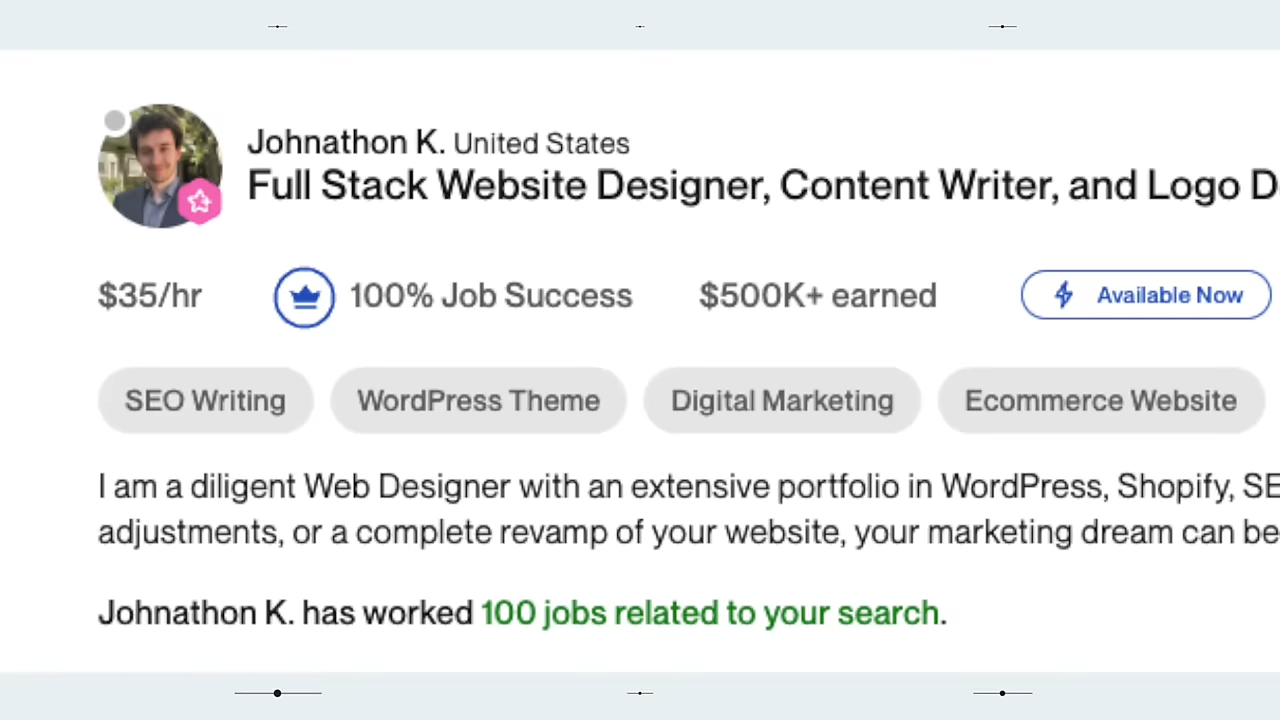 Johnathon K. United States
Full Stack Website Designer, Content Writer, and Logo D
$35/hr 100% Job Success $500K+ earned Available Now
SEO Writing WordPress Theme Digital Marketing Ecommerce Website
I am a diligent Web Designer with an extensive portfolio in WordPress, Shopify, SE
adjustments, or a complete revamp of your website, your marketing dream can be
Johnathon K. has worked 100 jobs related to your search.